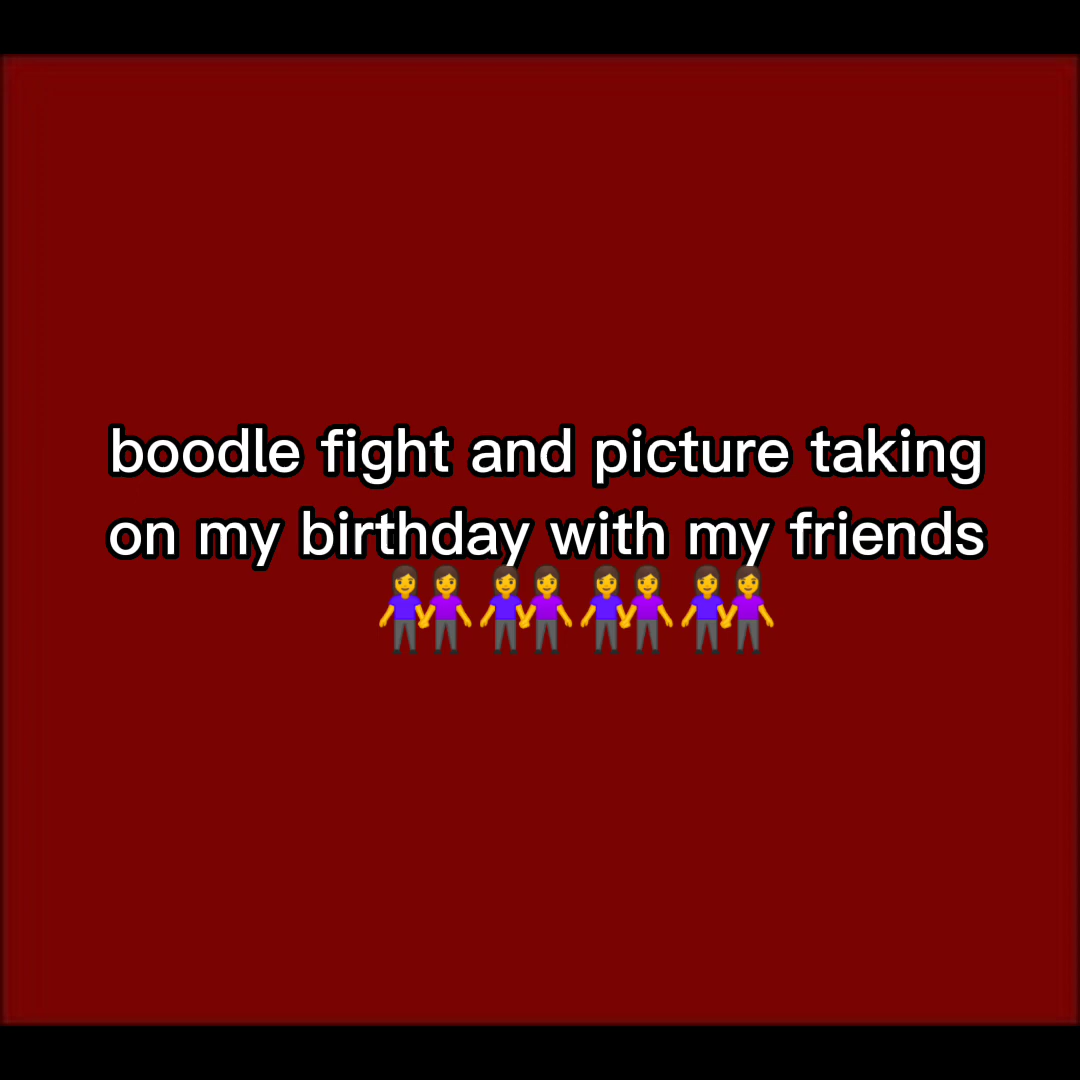 boodle fight and picture taking
on my birthday with my friends
👭👭👭👭